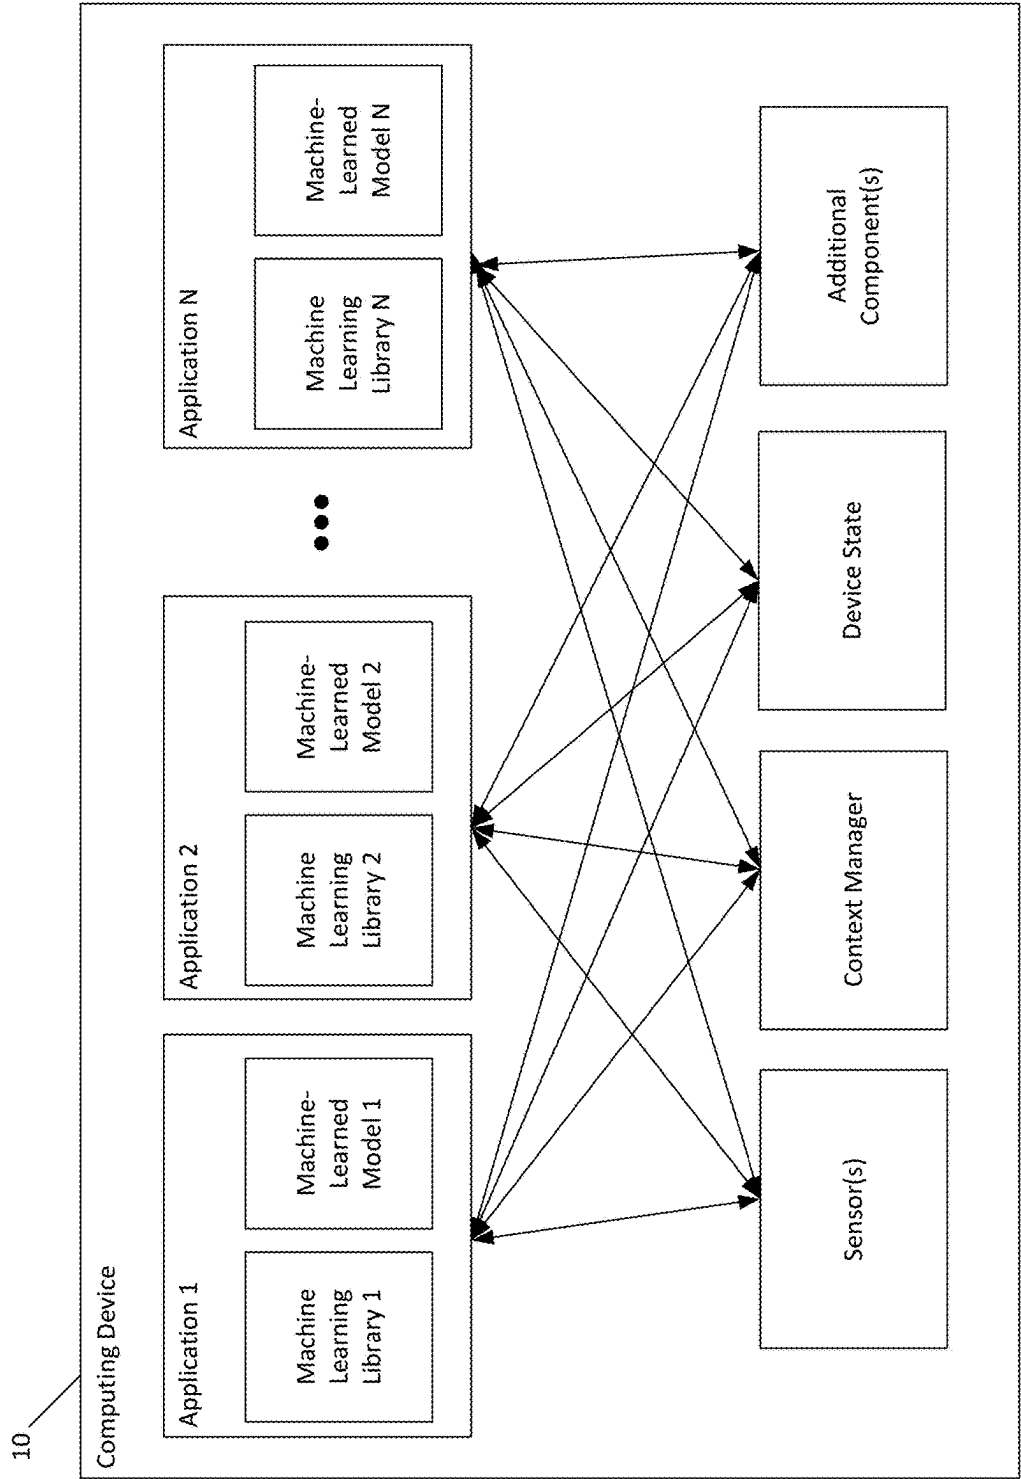 10
Computing Device
Application 1
Machine
Learning
Library 1
Machine-
Learned
Model 1
Application 2
Machine
Learning
Library 2
Machine-
Learned
Model 2
Application N
Machine
Learning
Library N
Machine-
Learned
Model N
Sensor(s)
Context Manager
Device State
Additional
Component(s)